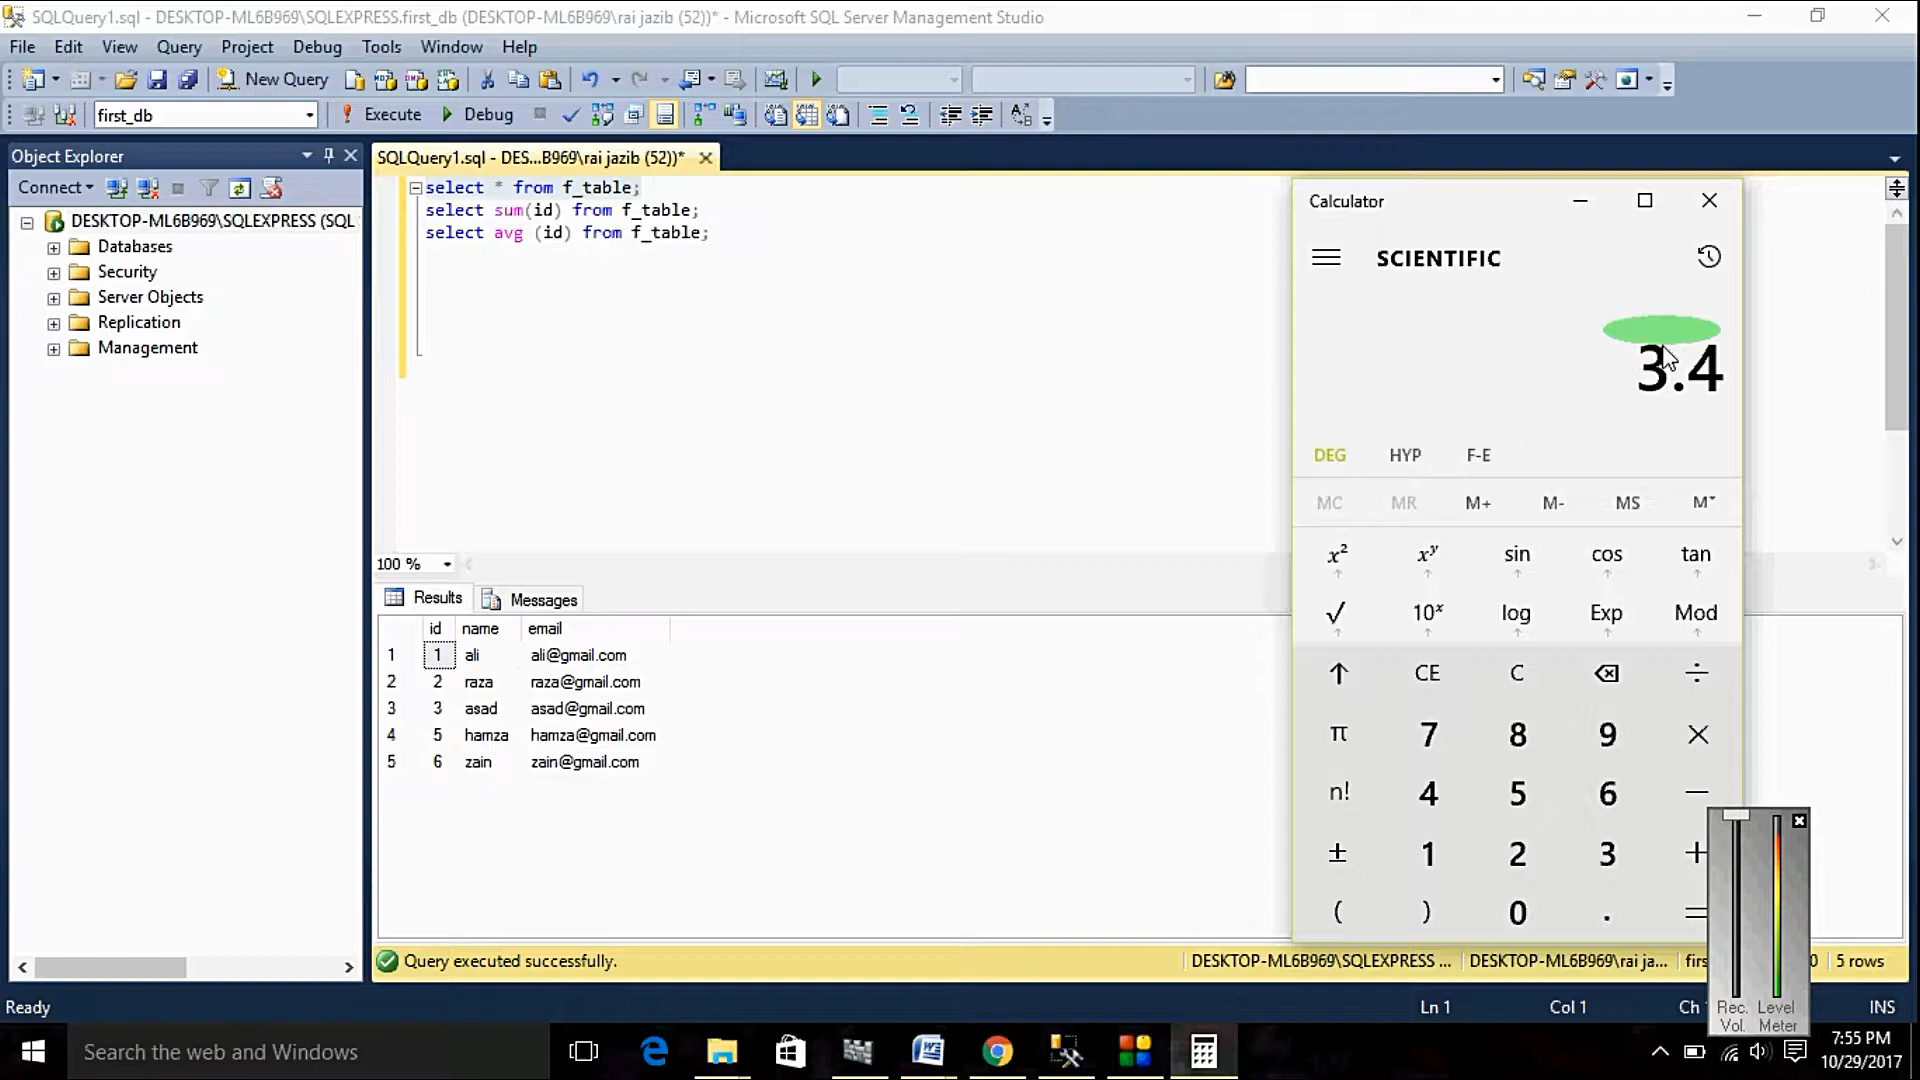 SQLQuery1.sql - DESKTOP-ML6B969\SQLEXPRESS.first_db (DESKTOP-ML6B969\rai jazib (52))* - Microsoft SQL Server Management Studio
File Edit View Query Project Debug Tools Window Help
New Query
first_db Execute Debug
Object Explorer
Connect
DESKTOP-ML6B969\SQLEXPRESS (SQL
Databases
Security
Server Objects
Replication
Management
SQLQuery1.sql - DES...B969\rai jazib (52))*
select * from f_table;
select sum(id) from f_table;
select avg (id) from f_table;
100 %
Results Messages
id name email
1 1 ali ali@gmail.com
2 2 raza raza@gmail.com
3 3 asad asad@gmail.com
4 5 hamza hamza@gmail.com
5 6 zain zain@gmail.com
Query executed successfully. DESKTOP-ML6B969\SQLEXPRESS ... DESKTOP-ML6B969\rai ja... firs 0 5 rows
Calculator
SCIENTIFIC
3.4
DEG HYP F-E
MC MR M+ M- MS M˅
x² xʸ sin cos tan
√ 10ˣ log Exp Mod
↑ CE C ÷
π 7 8 9 ×
n! 4 5 6 −
± 1 2 3 +
( ) 0 . =
Rec. Level
Vol. Meter
Ready Ln 1 Col 1 Ch INS
Search the web and Windows
7:55 PM
10/29/2017